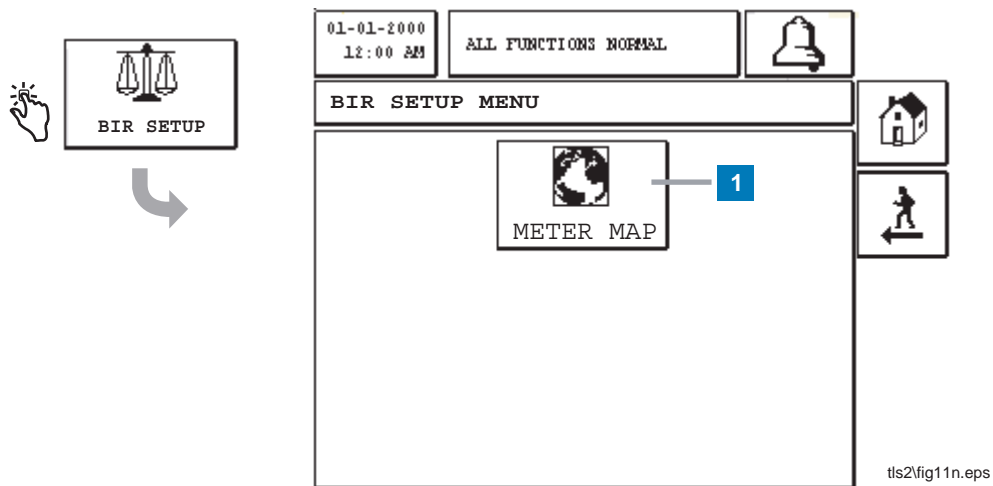 BIR SETUP
01-01-2000
12:00 AM
ALL FUNCTIONS NORMAL
BIR SETUP MENU
METER MAP
1
tls2\fig11n.eps